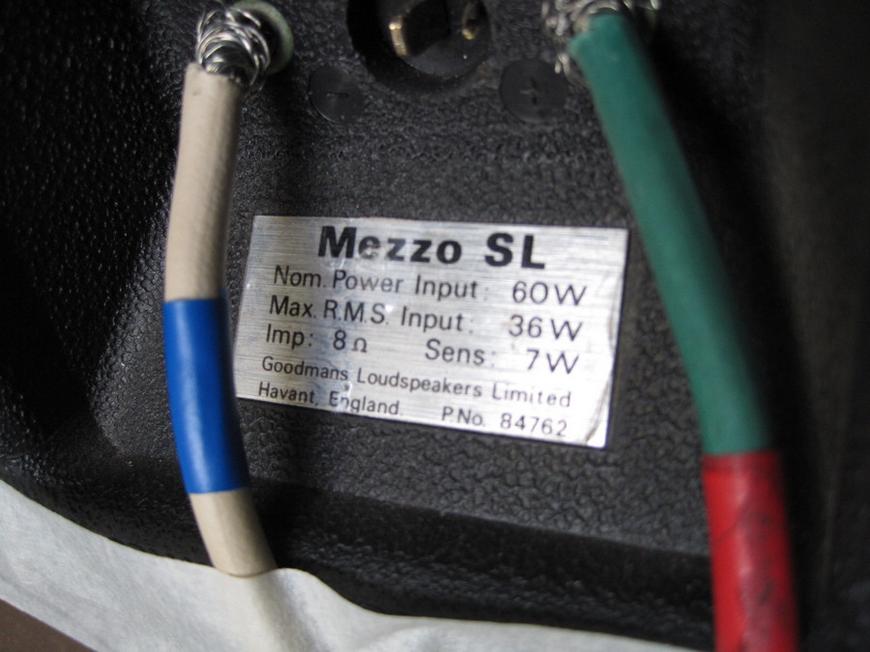 - +
Mezzo SL
Nom. Power Input: 60W
Max. R.M.S. Input: 36W
Imp: 8Ω Sens: 7W
Goodmans Loudspeakers Limited
Havant, England. P.No. 84762